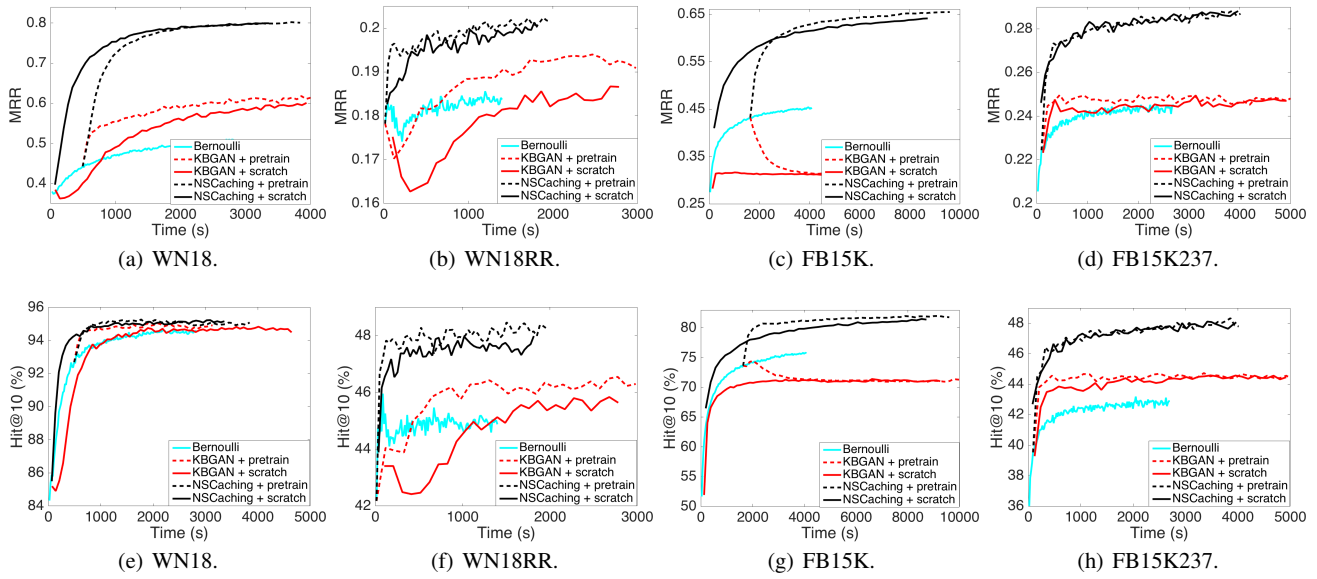 MRR
0.8
0.7
0.6
0.5
0.4
Bernoulli
KBGAN + pretrain
KBGAN + scratch
NSCaching + pretrain
NSCaching + scratch
0 1000 2000 3000 4000
Time (s)
(a) WN18.
MRR
0.2
0.19
0.18
0.17
0.16
Bernoulli
KBGAN + pretrain
KBGAN + scratch
NSCaching + pretrain
NSCaching + scratch
0 1000 2000 3000
Time (s)
(b) WN18RR.
MRR
0.65
0.55
0.45
0.35
0.25
Bernoulli
KBGAN + pretrain
KBGAN + scratch
NSCaching + pretrain
NSCaching + scratch
0 2000 4000 6000 8000 10000
Time (s)
(c) FB15K.
MRR
0.28
0.26
0.24
0.22
0.2
Bernoulli
KBGAN + pretrain
KBGAN + scratch
NSCaching + pretrain
NSCaching + scratch
0 1000 2000 3000 4000 5000
Time (s)
(d) FB15K237.
Hit@10 (%)
96
94
92
90
88
86
84
Bernoulli
KBGAN + pretrain
KBGAN + scratch
NSCaching + pretrain
NSCaching + scratch
0 1000 2000 3000 4000 5000
Time (s)
(e) WN18.
Hit@10 (%)
48
46
44
42
Bernoulli
KBGAN + pretrain
KBGAN + scratch
NSCaching + pretrain
NSCaching + scratch
0 1000 2000 3000
Time (s)
(f) WN18RR.
Hit@10 (%)
80
75
70
65
60
55
50
Bernoulli
KBGAN + pretrain
KBGAN + scratch
NSCaching + pretrain
NSCaching + scratch
0 2000 4000 6000 8000 10000
Time (s)
(g) FB15K.
Hit@10 (%)
48
46
44
42
40
38
36
Bernoulli
KBGAN + pretrain
KBGAN + scratch
NSCaching + pretrain
NSCaching + scratch
0 1000 2000 3000 4000 5000
Time (s)
(h) FB15K237.